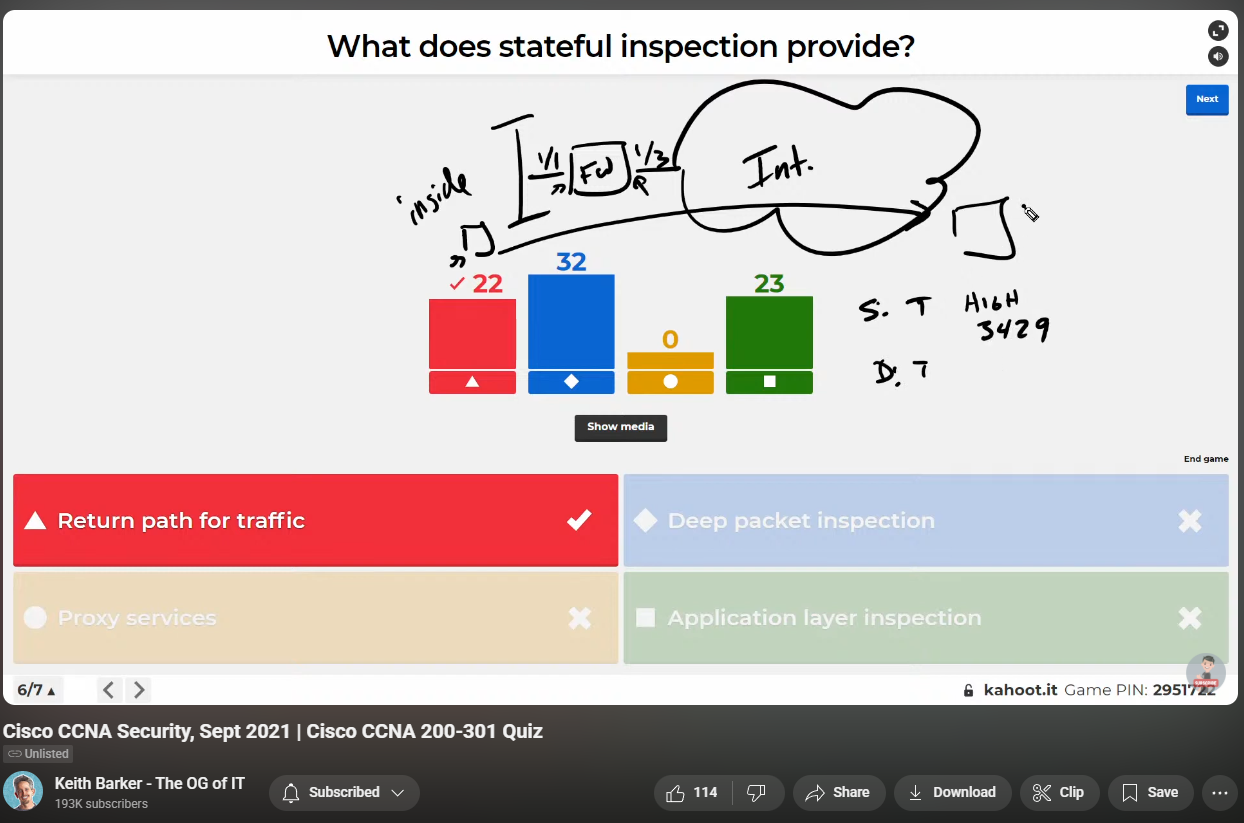 What does stateful inspection provide?
Next
inside
1/1
FW
1/3
Int.
22
32
0
23
S. T HIGH
3429
D. T
Show media
End game
Return path for traffic
Deep packet inspection
Proxy services
Application layer inspection
6/7
kahoot.it Game PIN: 2951722
Cisco CCNA Security, Sept 2021 | Cisco CCNA 200-301 Quiz
Unlisted
Keith Barker - The OG of IT
193K subscribers
Subscribed
114
Share
Download
Clip
Save